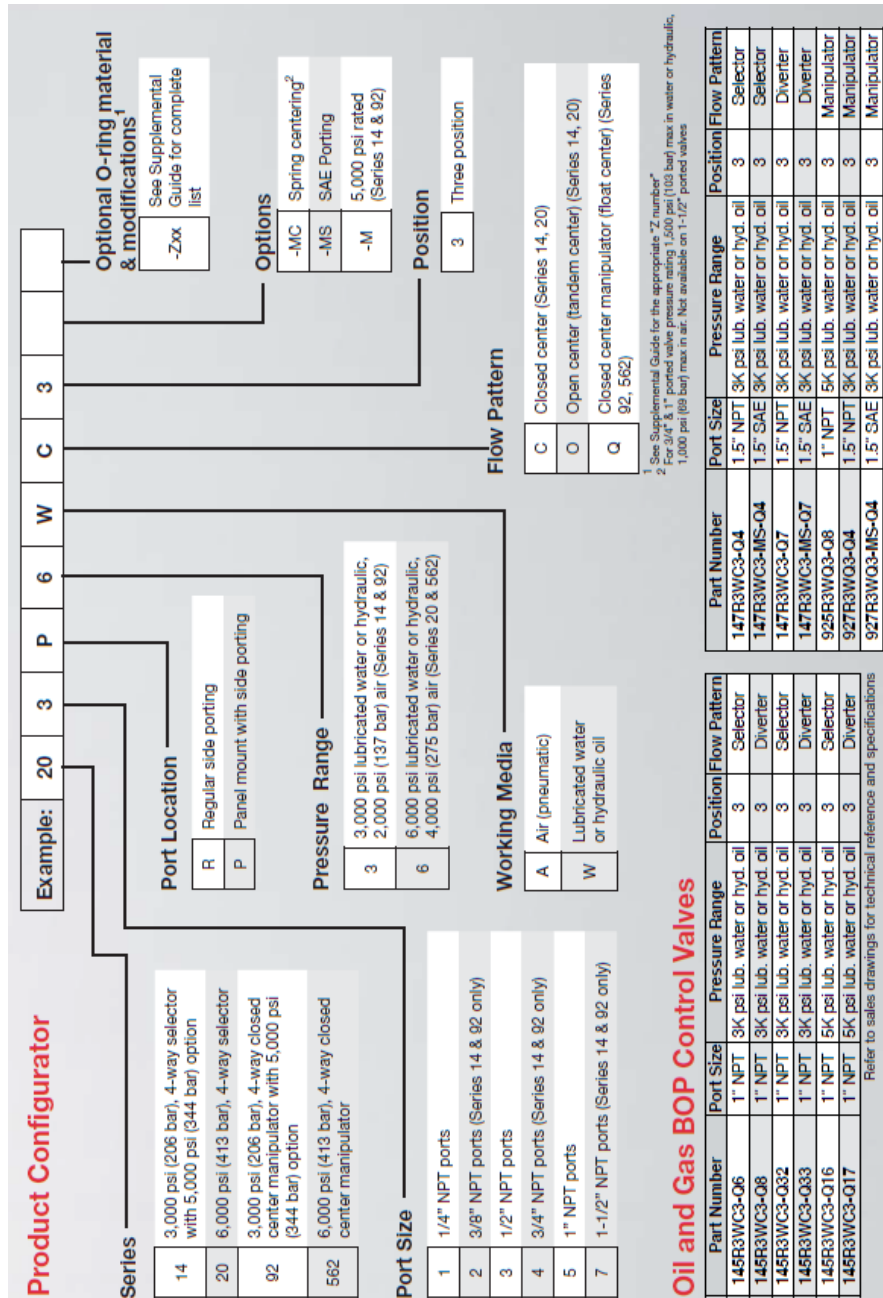 Product Configurator
Example:
20
3
P
6
W
C
3
Series
14
3,000 psi (206 bar), 4-way selector
with 5,000 psi (344 bar) option
20
6,000 psi (413 bar), 4-way selector
92
3,000 psi (206 bar), 4-way closed
center manipulator with 5,000 psi
(344 bar) option
562
6,000 psi (413 bar), 4-way closed
center manipulator
Port Size
1
1/4" NPT ports
2
3/8" NPT ports (Series 14 & 92 only)
3
1/2" NPT ports
4
3/4" NPT ports (Series 14 & 92 only)
5
1" NPT ports
7
1-1/2" NPT ports (Series 14 & 92 only)
Port Location
R
Regular side porting
P
Panel mount with side porting
Pressure Range
3
3,000 psi lubricated water or hydraulic,
2,000 psi (137 bar) air (Series 14 & 92)
6
6,000 psi lubricated water or hydraulic,
4,000 psi (275 bar) air (Series 20 & 562)
Working Media
A
Air (pneumatic)
W
Lubricated water
or hydraulic oil
Optional O-ring material
& modifications1
-Zxx
See Supplemental
Guide for complete
list
Options
-MC
Spring centering2
-MS
SAE Porting
-M
5,000 psi rated
(Series 14 & 92)
Position
3
Three position
Flow Pattern
C
Closed center (Series 14, 20)
O
Open center (tandem center) (Series 14, 20)
Q
Closed center manipulator (float center) (Series
92, 562)
1 See Supplemental Guide for the appropriate "Z number"
2 For 3/4" & 1" ported valve pressure rating 1,500 psi (103 bar) max in water or hydraulic,
1,000 psi (69 bar) max in air. Not available on 1-1/2" ported valves
Oil and Gas BOP Control Valves
Part Number Port Size Pressure Range Position Flow Pattern
145R3WC3-Q6 1" NPT 3K psi lub. water or hyd. oil 3 Selector
145R3WC3-Q8 1" NPT 3K psi lub. water or hyd. oil 3 Diverter
145R3WC3-Q32 1" NPT 3K psi lub. water or hyd. oil 3 Selector
145R3WC3-Q33 1" NPT 3K psi lub. water or hyd. oil 3 Diverter
145R3WC3-Q16 1" NPT 5K psi lub. water or hyd. oil 3 Selector
145R3WC3-Q17 1" NPT 5K psi lub. water or hyd. oil 3 Diverter
Part Number Port Size Pressure Range Position Flow Pattern
147R3WC3-Q4 1.5" NPT 3K psi lub. water or hyd. oil 3 Selector
147R3WC3-MS-Q4 1.5" SAE 3K psi lub. water or hyd. oil 3 Selector
147R3WC3-Q7 1.5" NPT 3K psi lub. water or hyd. oil 3 Diverter
147R3WC3-MS-Q7 1.5" SAE 3K psi lub. water or hyd. oil 3 Diverter
925R3WQ3-Q8 1" NPT 5K psi lub. water or hyd. oil 3 Manipulator
927R3WQ3-Q4 1.5" NPT 3K psi lub. water or hyd. oil 3 Manipulator
927R3WQ3-MS-Q4 1.5" SAE 3K psi lub. water or hyd. oil 3 Manipulator
Refer to sales drawings for technical reference and specifications